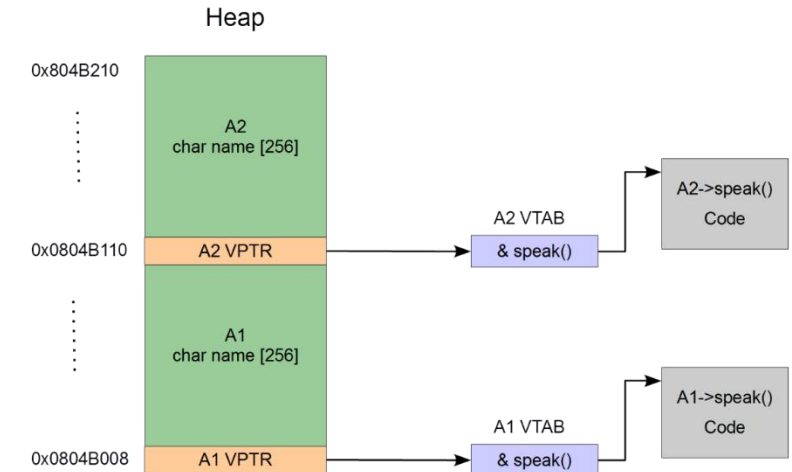 Heap
0x804B210
A2
char name [256]
A2->speak()
Code
A2 VTAB
0x0804B110
A2 VPTR
& speak()
A1
char name [256]
A1->speak()
Code
A1 VTAB
0x0804B008
A1 VPTR
& speak()